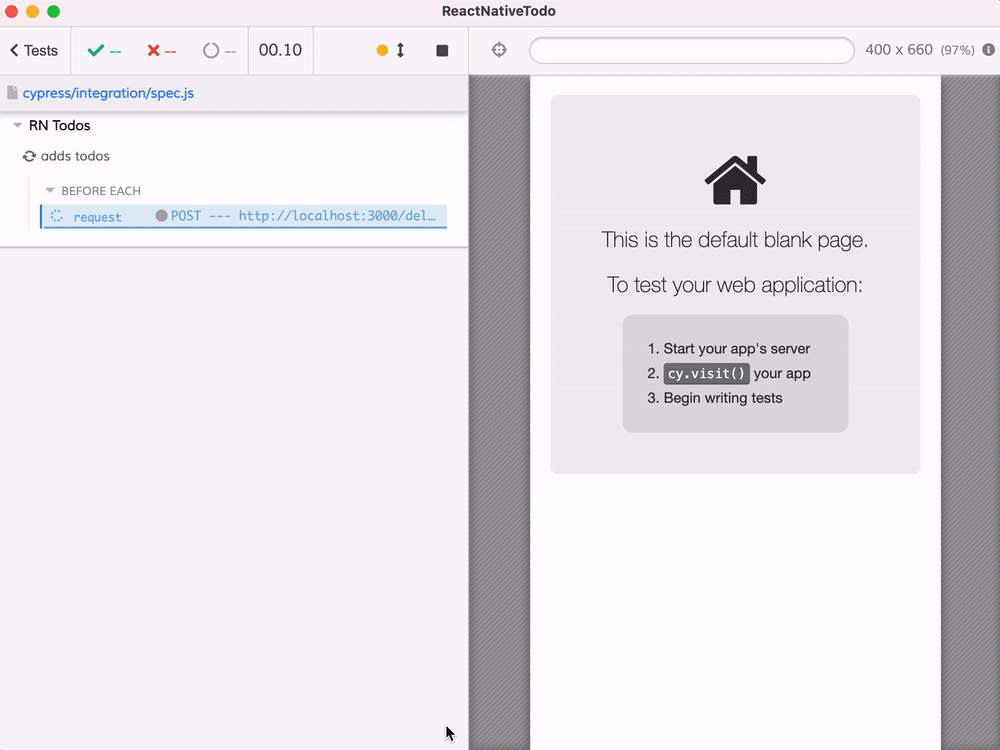 ReactNativeTodo
Tests -- -- -- 00.10 400 x 660 (97%)
cypress/integration/spec.js
RN Todos
adds todos
BEFORE EACH
request POST --- http://localhost:3000/del…
This is the default blank page.
To test your web application:
1. Start your app's server
2. cy.visit() your app
3. Begin writing tests